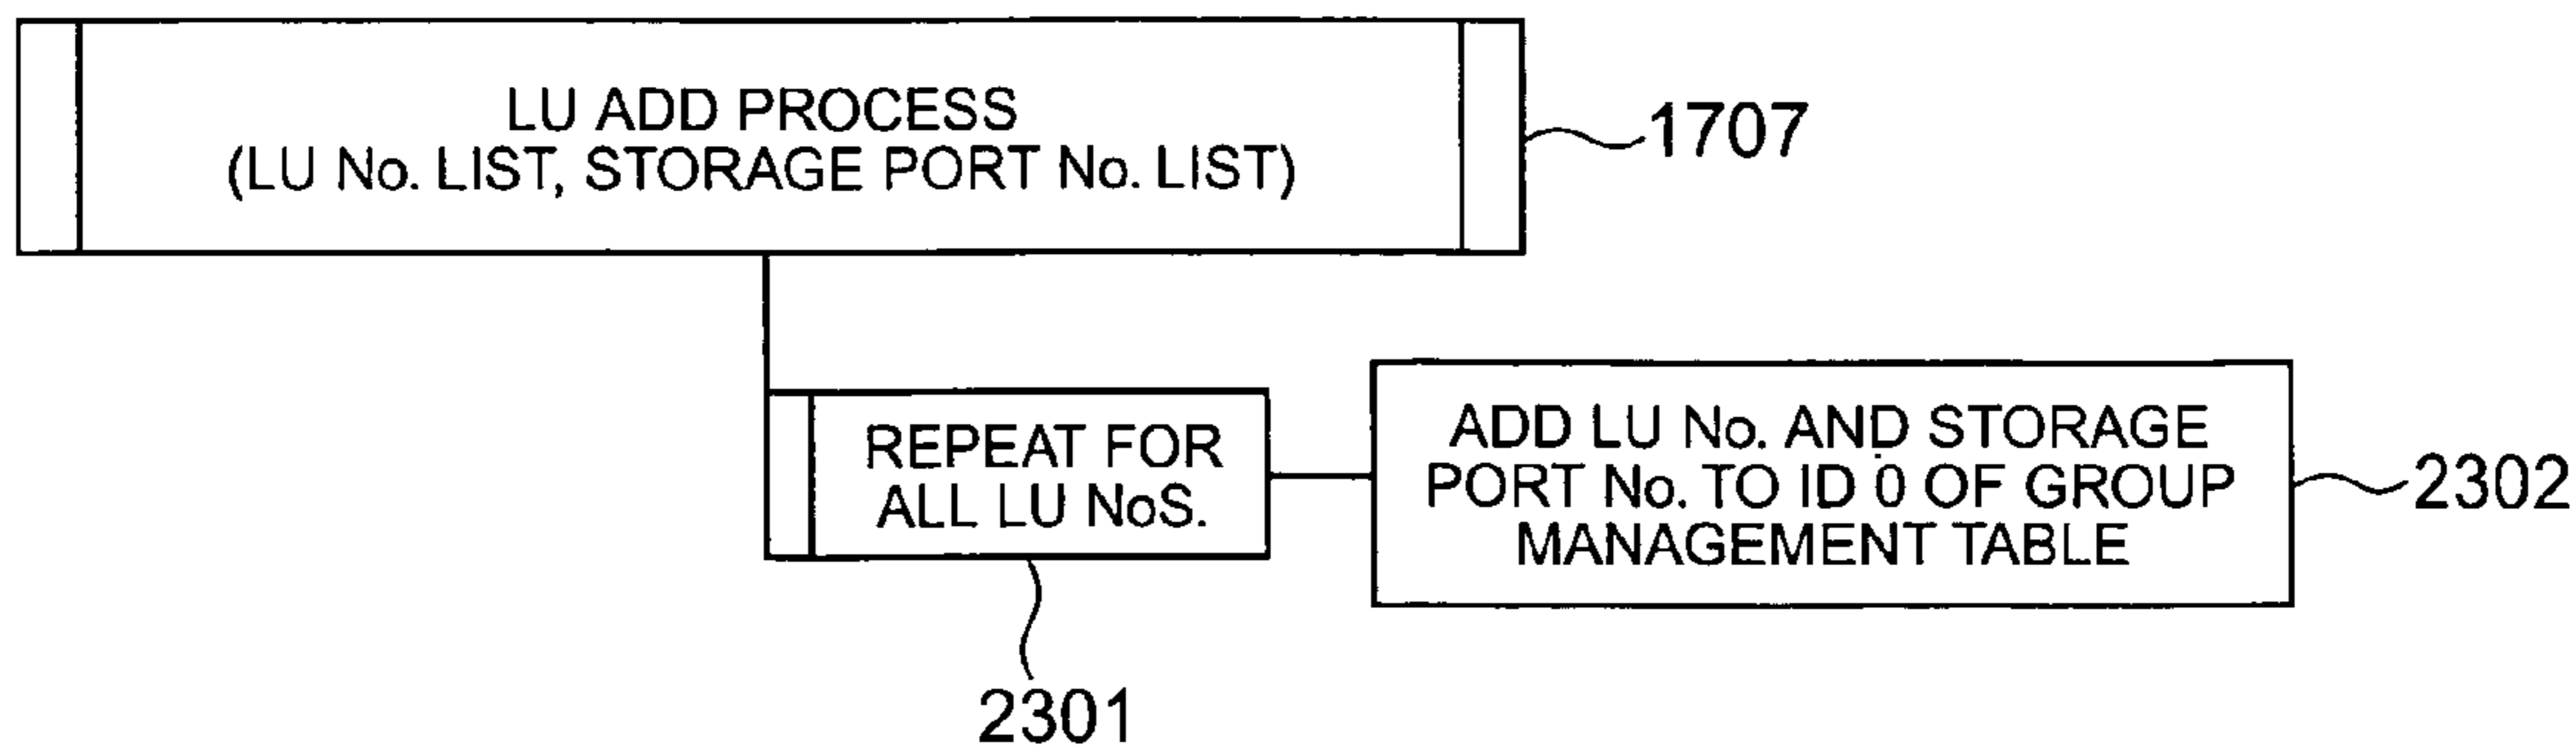 LU ADD PROCESS
(LU No. LIST, STORAGE PORT No. LIST)
1707
REPEAT FOR
ALL LU NoS.
2301
ADD LU No. AND STORAGE
PORT No. TO ID 0 OF GROUP
MANAGEMENT TABLE
2302